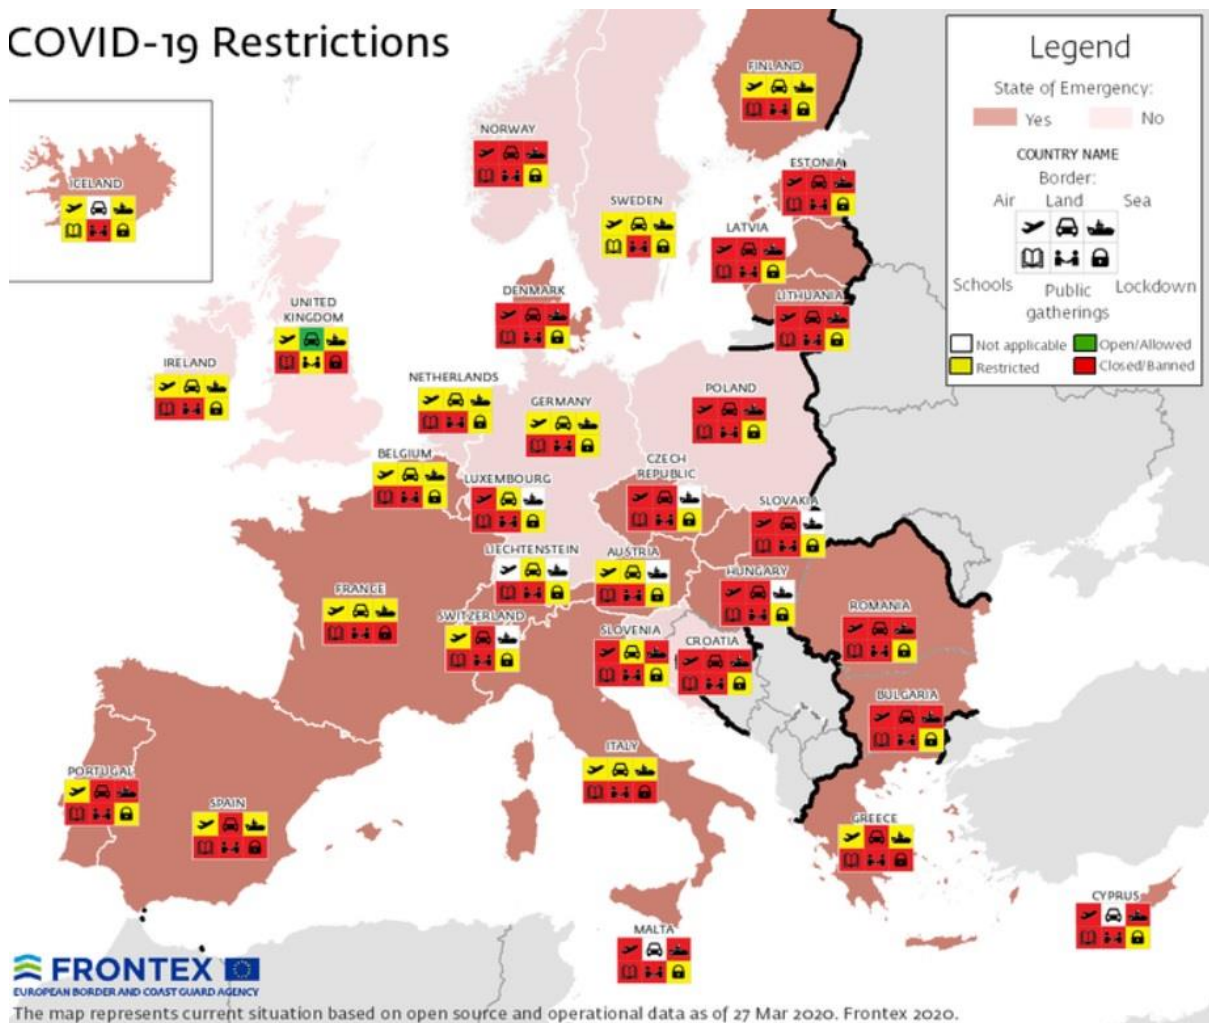 COVID-19 Restrictions
Legend
State of Emergency:
Yes
No
COUNTRY NAME
Border:
Air Land Sea
Schools
Public
gatherings
Lockdown
Not applicable
Open/Allowed
Restricted
Closed/Banned
FINLAND
NORWAY
ESTONIA
ICELAND
SWEDEN
LATVIA
DENMARK
LITHUANIA
UNITED
KINGDOM
IRELAND
NETHERLANDS
GERMANY
POLAND
BELGIUM
LUXEMBOURG
CZECH
REPUBLIC
SLOVAKIA
LIECHTENSTEIN
AUSTRIA
HUNGARY
FRANCE
SWITZERLAND
SLOVENIA
CROATIA
ROMANIA
BULGARIA
ITALY
PORTUGAL
SPAIN
GREECE
CYPRUS
MALTA
FRONTEX
EUROPEAN BORDER AND COAST GUARD AGENCY
The map represents current situation based on open source and operational data as of 27 Mar 2020. Frontex 2020.